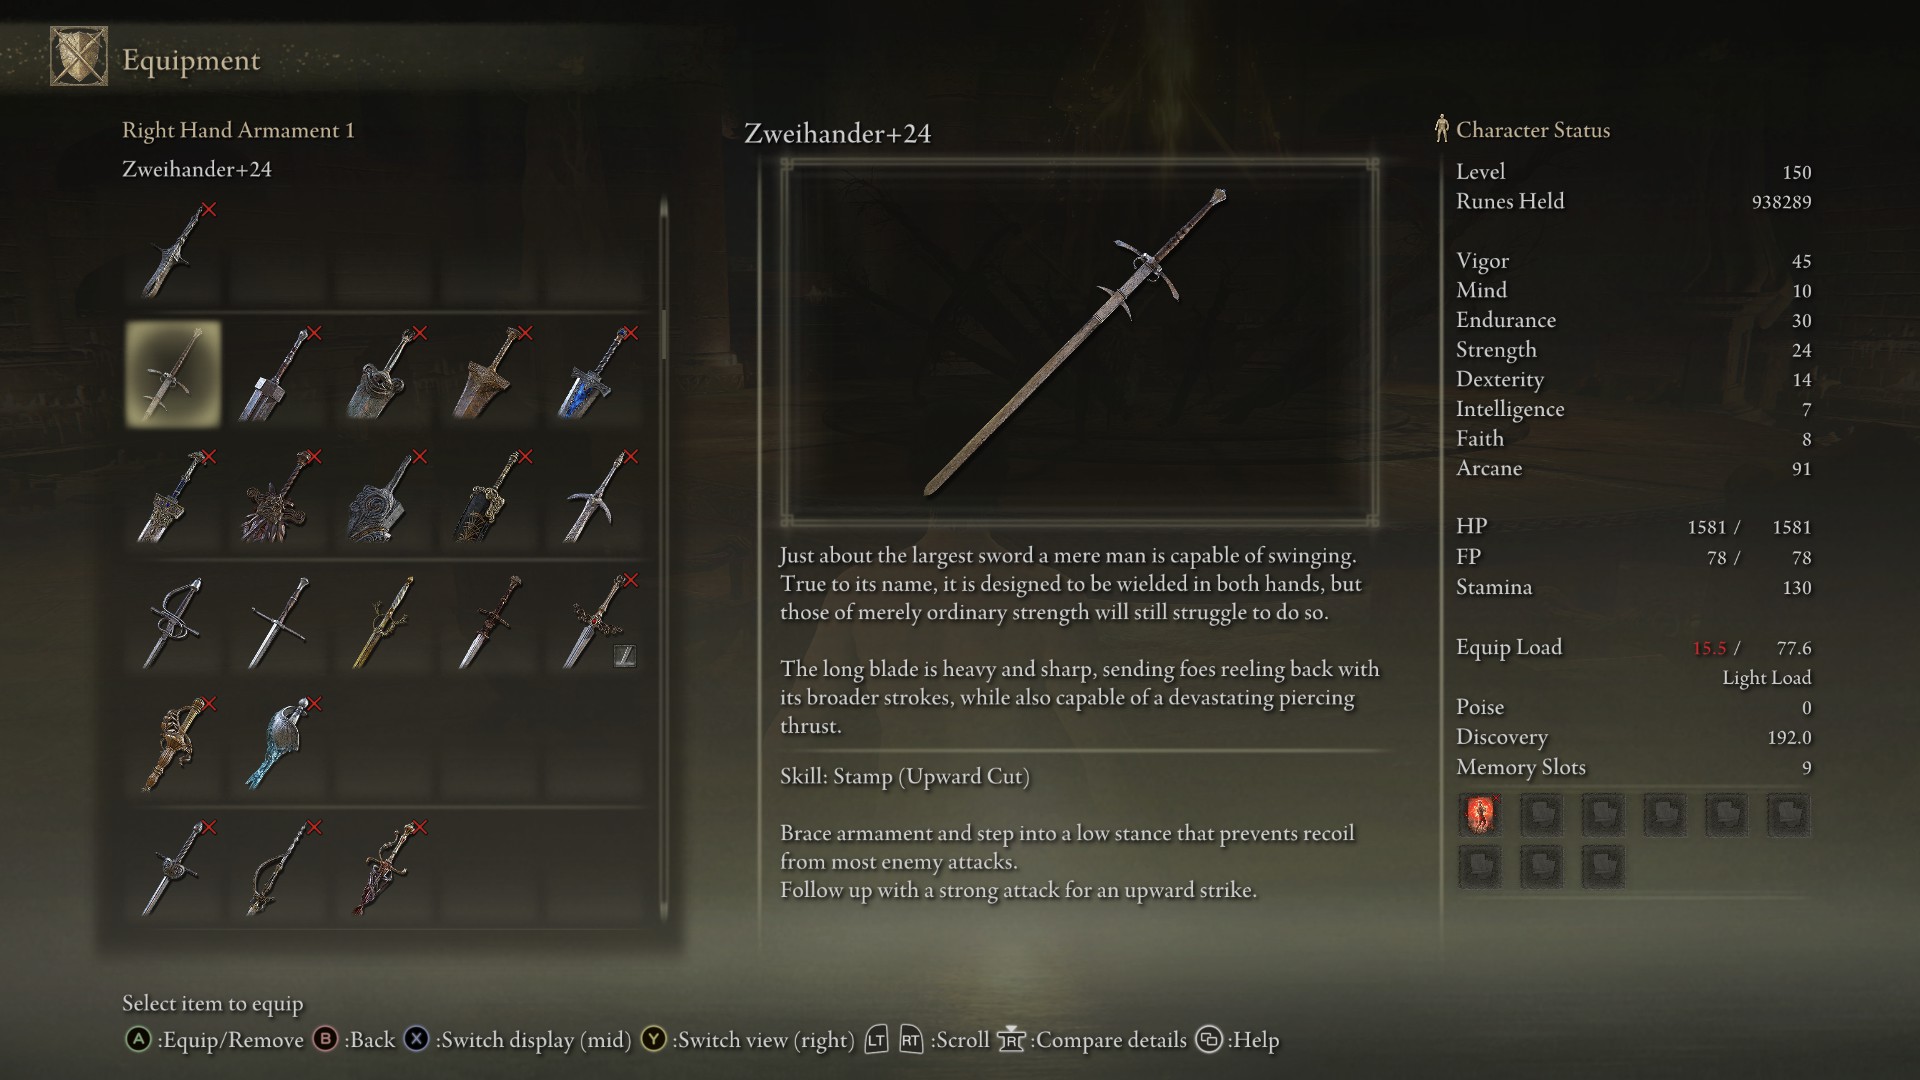 Equipment
Right Hand Armament 1
Zweihander+24
Zweihander+24
Just about the largest sword a mere man is capable of swinging.
True to its name, it is designed to be wielded in both hands, but
those of merely ordinary strength will still struggle to do so.
The long blade is heavy and sharp, sending foes reeling back with
its broader strokes, while also capable of a devastating piercing
thrust.
Skill: Stamp (Upward Cut)
Brace armament and step into a low stance that prevents recoil
from most enemy attacks.
Follow up with a strong attack for an upward strike.
Character Status
Level 150
Runes Held 938289
Vigor 45
Mind 10
Endurance 30
Strength 24
Dexterity 14
Intelligence 7
Faith 8
Arcane 91
HP 1581 / 1581
FP 78 / 78
Stamina 130
Equip Load 15.5 / 77.6
Light Load
Poise 0
Discovery 192.0
Memory Slots 9
Select item to equip
A :Equip/Remove B :Back X :Switch display (mid) Y :Switch view (right) LT RT :Scroll R :Compare details :Help